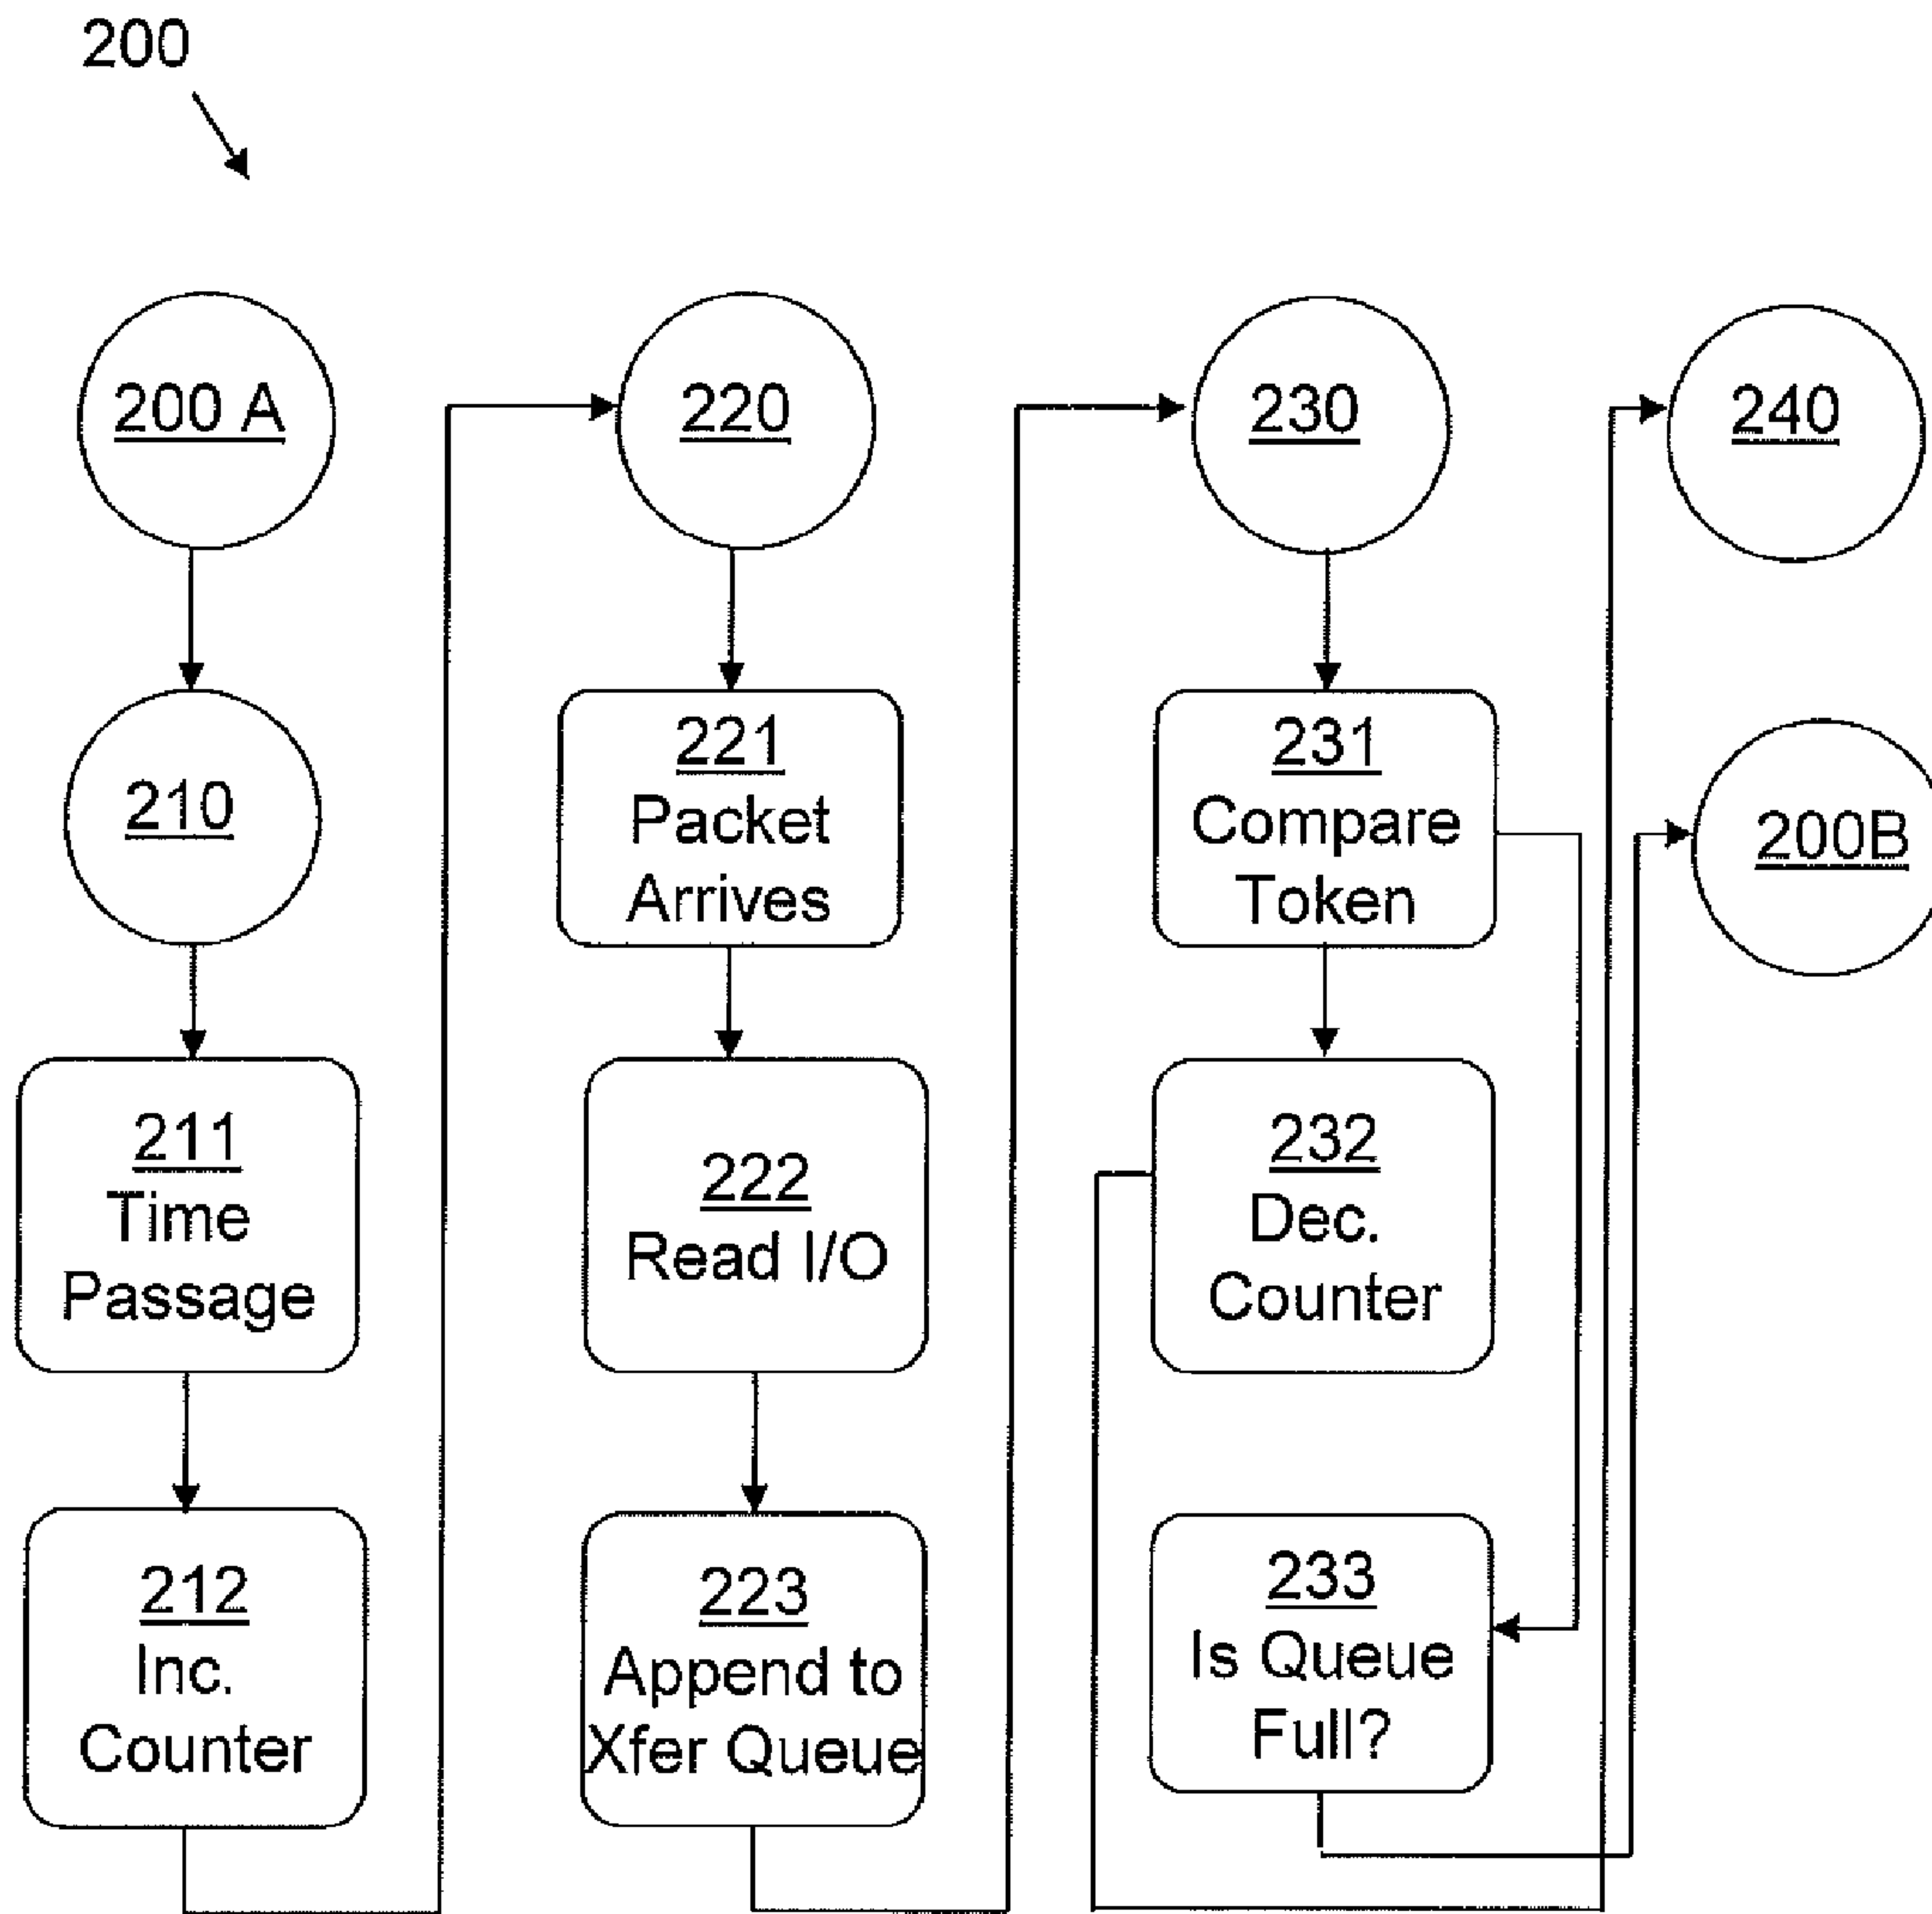 200
200 A
210
211
Time
Passage
212
Inc.
Counter
220
221
Packet
Arrives
222
Read I/O
223
Append to
Xfer Queue
230
231
Compare
Token
232
Dec.
Counter
233
Is Queue
Full?
240
200B